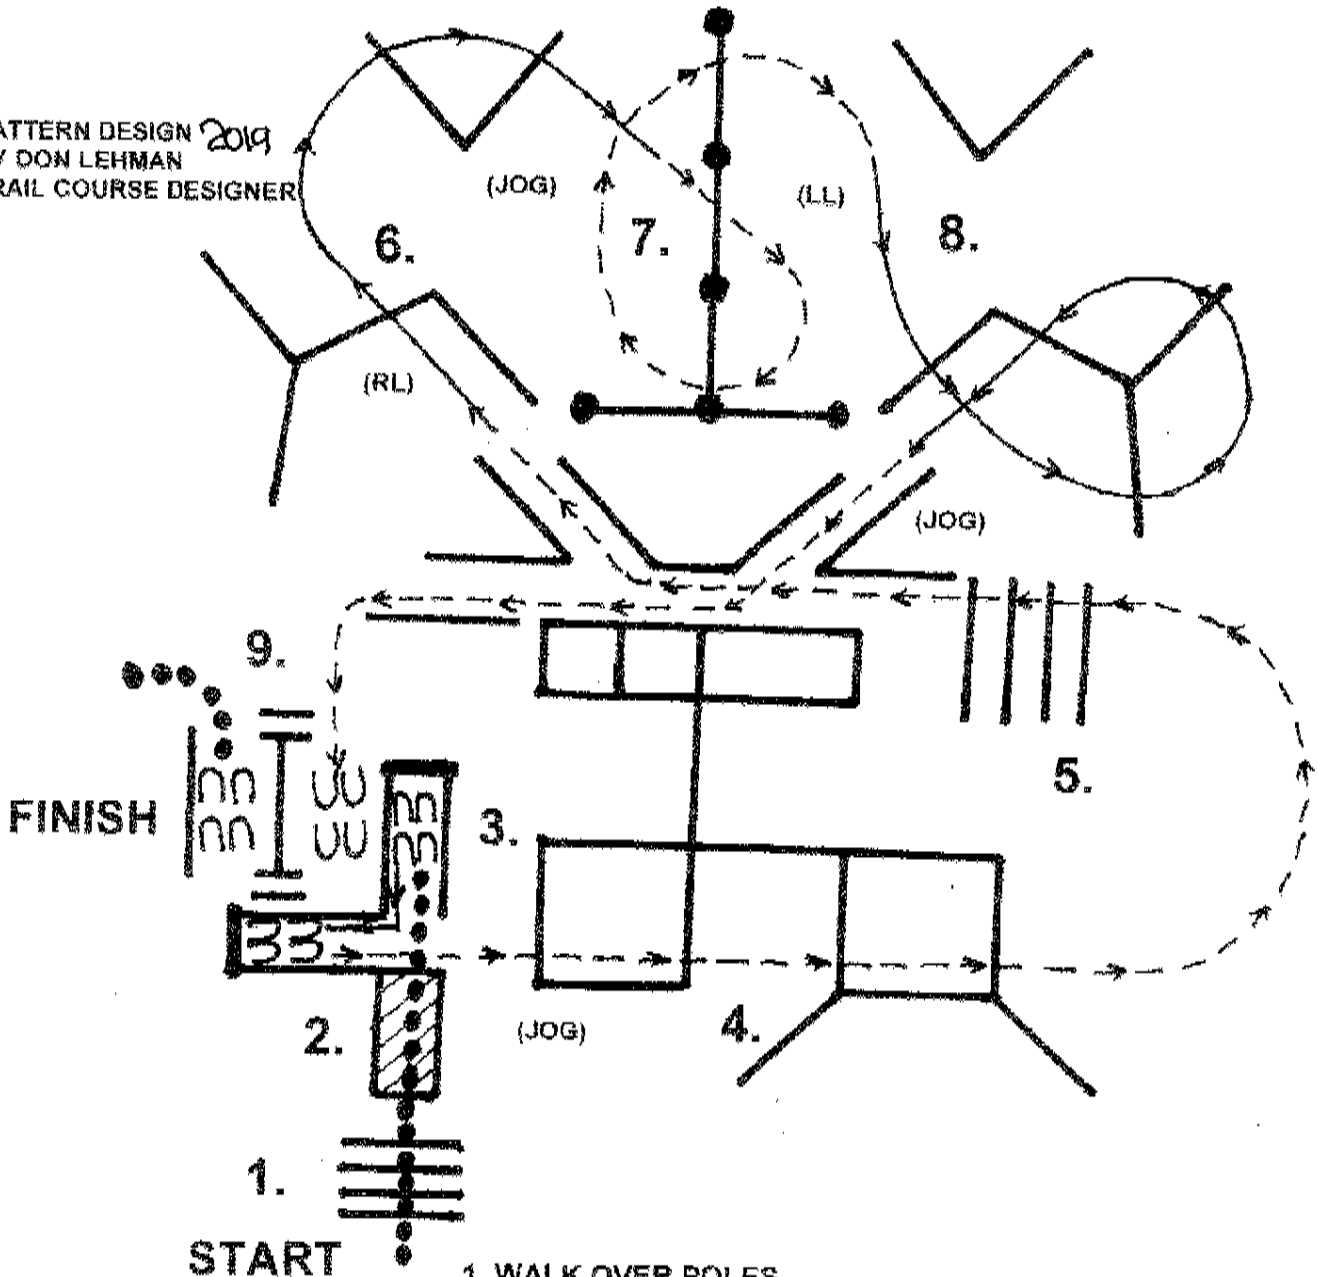 ATTERN DESIGN 2019
Y DON LEHMAN
RAIL COURSE DESIGNER
(JOG)
(LL)
6.
7.
8.
(RL)
(JOG)
9.
5.
FINISH
3.
2.
(JOG)
4.
1.
START
1. WALK OVER POLES